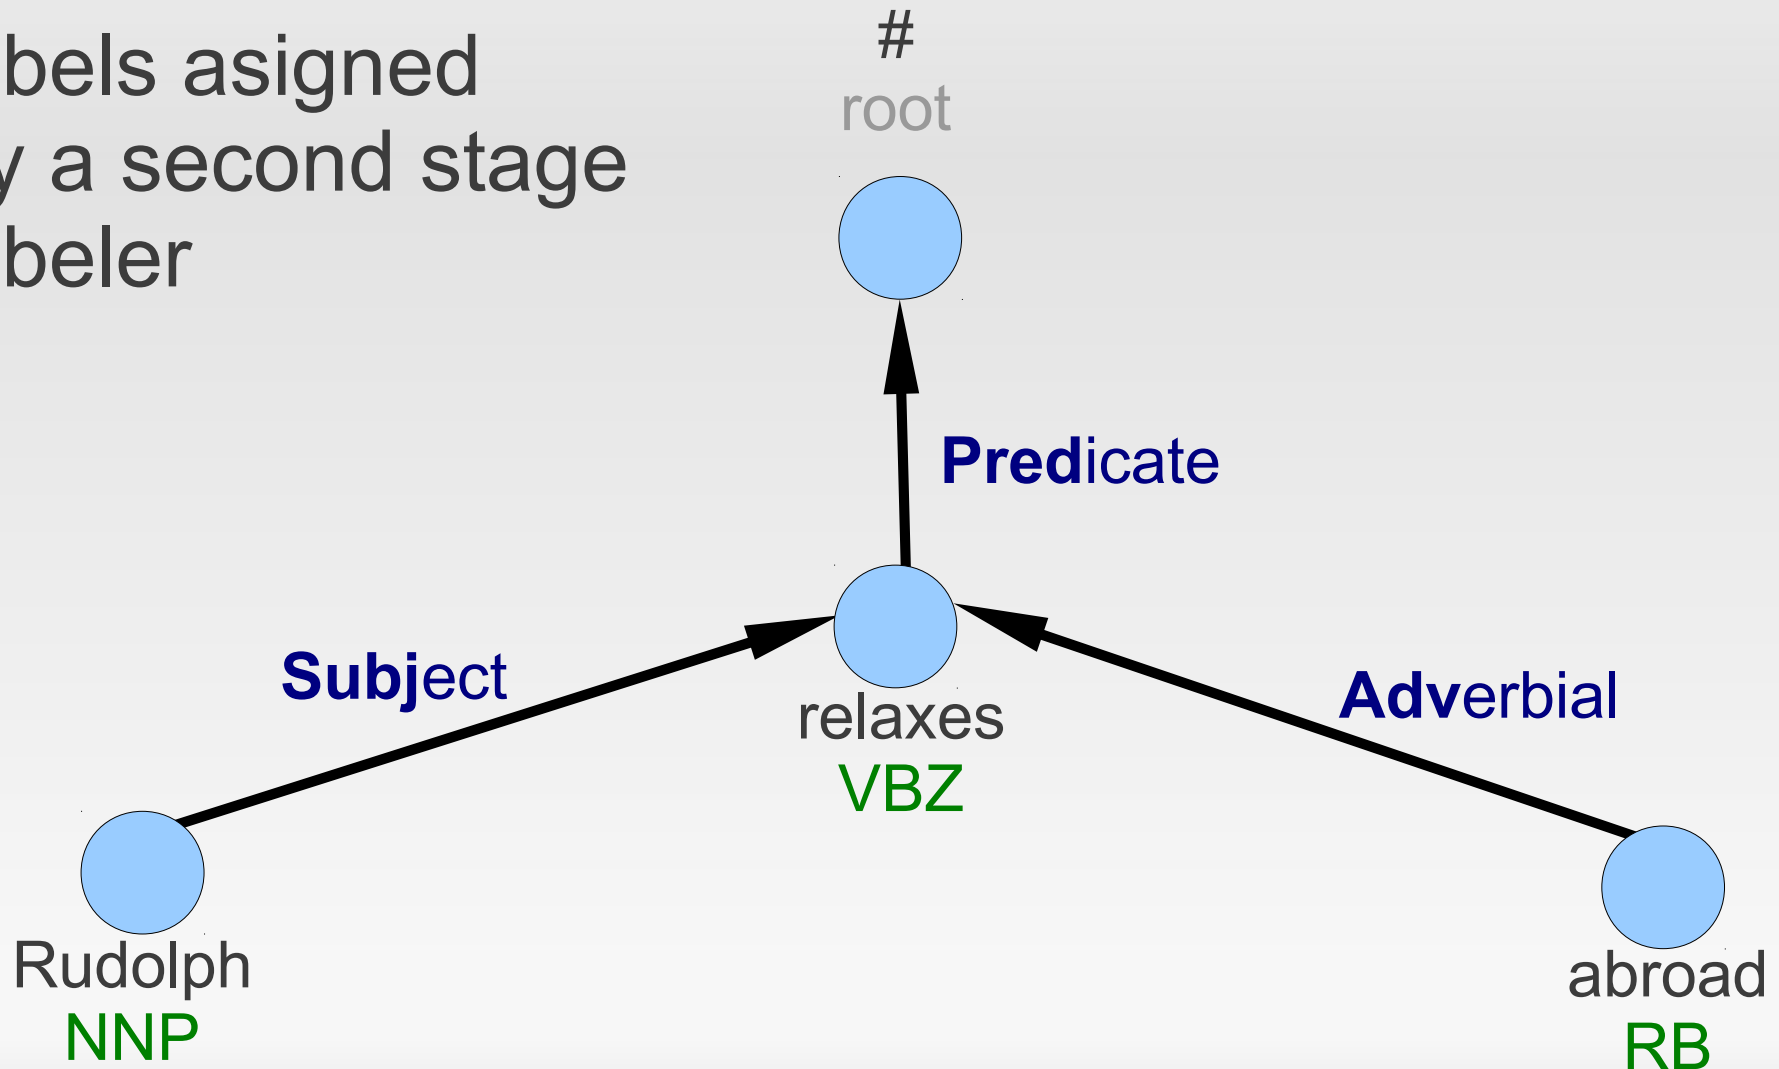 bels asigned
y a second stage
beler
#
root
Predicate
Subject
Adverbial
relaxes
VBZ
Rudolph
NNP
abroad
RB